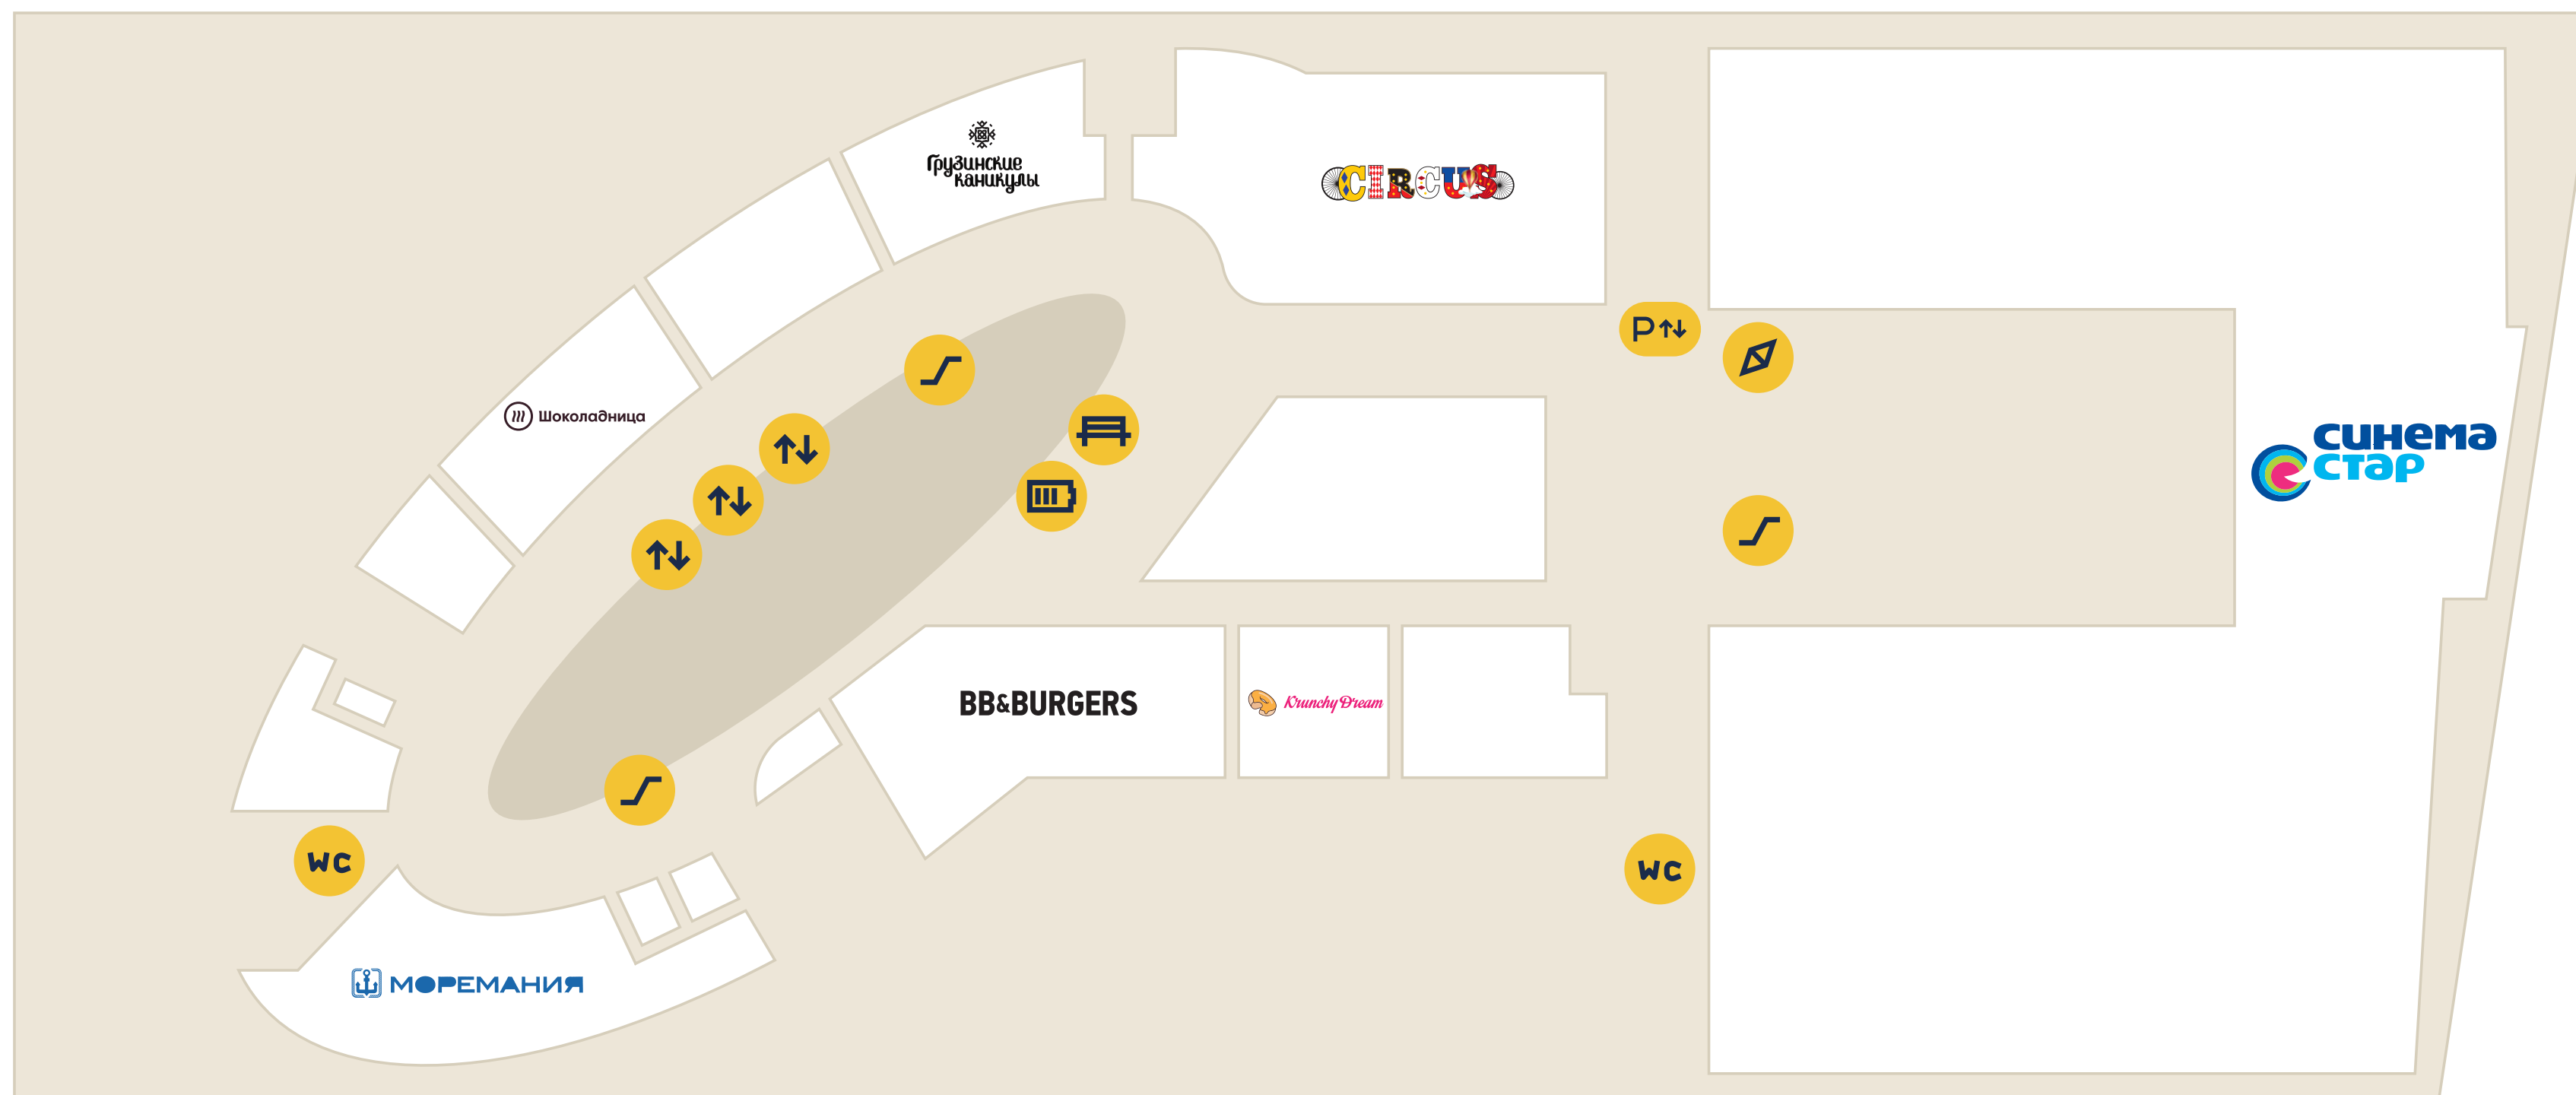 Грузинские
каникулы
CIRCUS
P
Шоколадница
синема
стар
BB&BURGERS
Krunchy Dream
WC
WC
МОРЕМАНИЯ